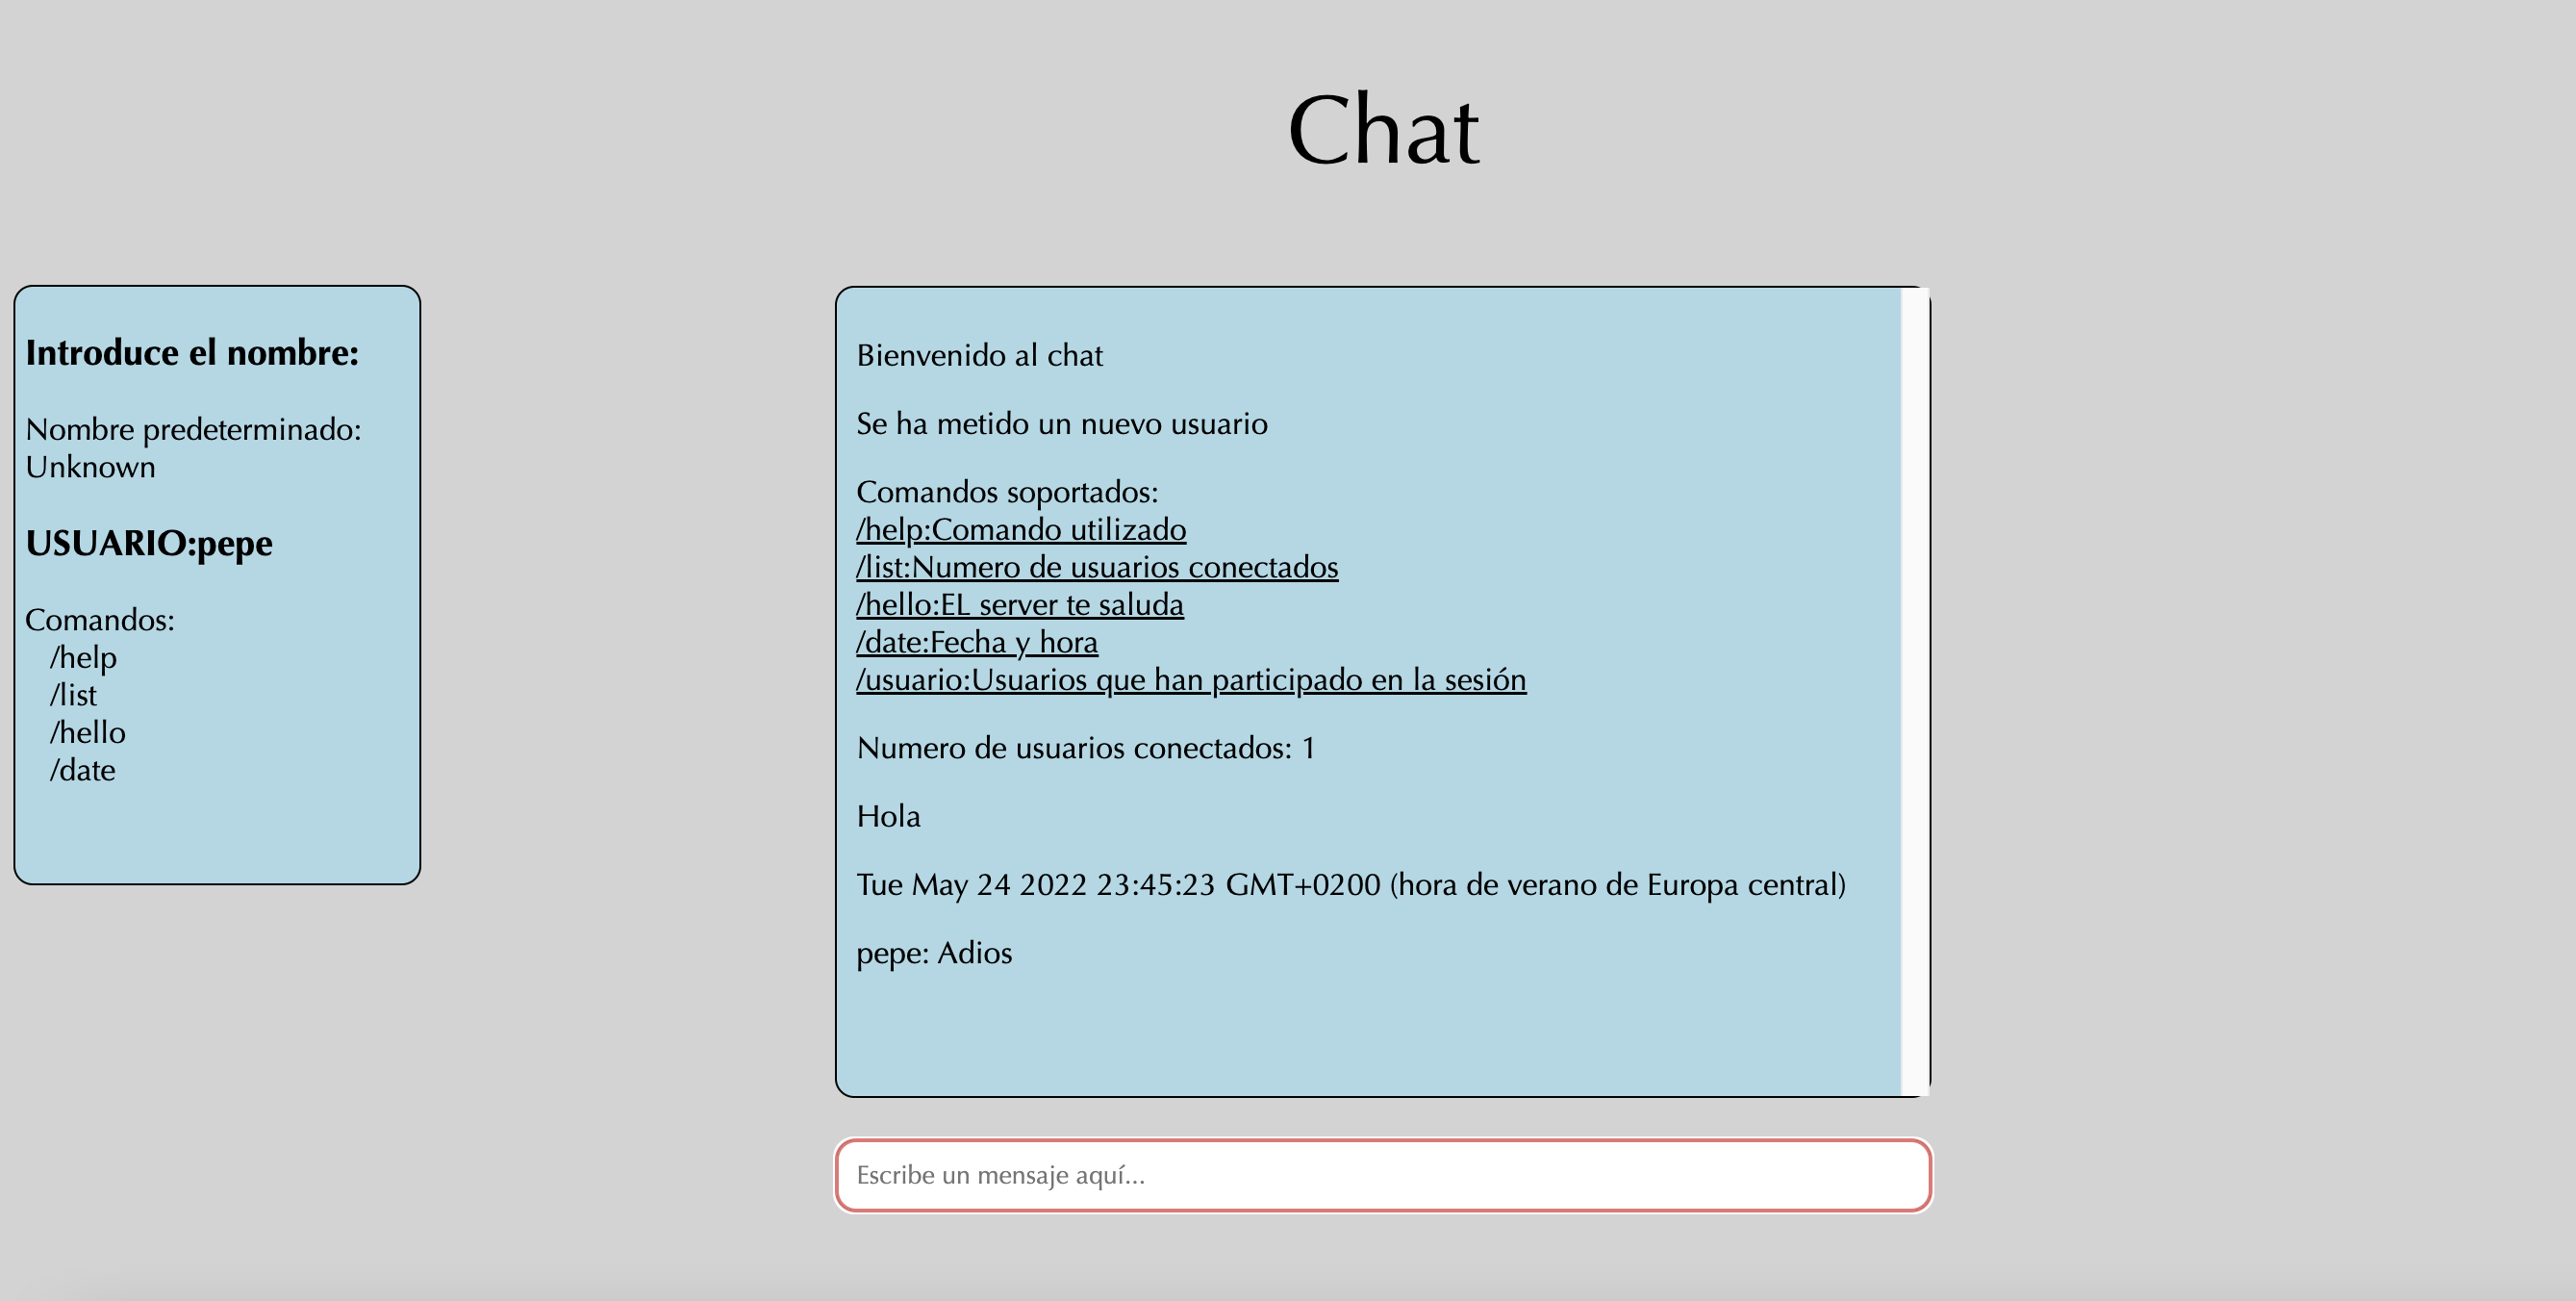 Chat
Introduce el nombre:
Nombre predeterminado:
Unknown
USUARIO:pepe
Comandos:
/help
/list
/hello
/date
Bienvenido al chat
Se ha metido un nuevo usuario
Comandos soportados:
/help:Comando utilizado
/list:Numero de usuarios conectados
/hello:EL server te saluda
/date:Fecha y hora
/usuario:Usuarios que han participado en la sesión
Numero de usuarios conectados: 1
Hola
Tue May 24 2022 23:45:23 GMT+0200 (hora de verano de Europa central)
pepe: Adios
Escribe un mensaje aquí...